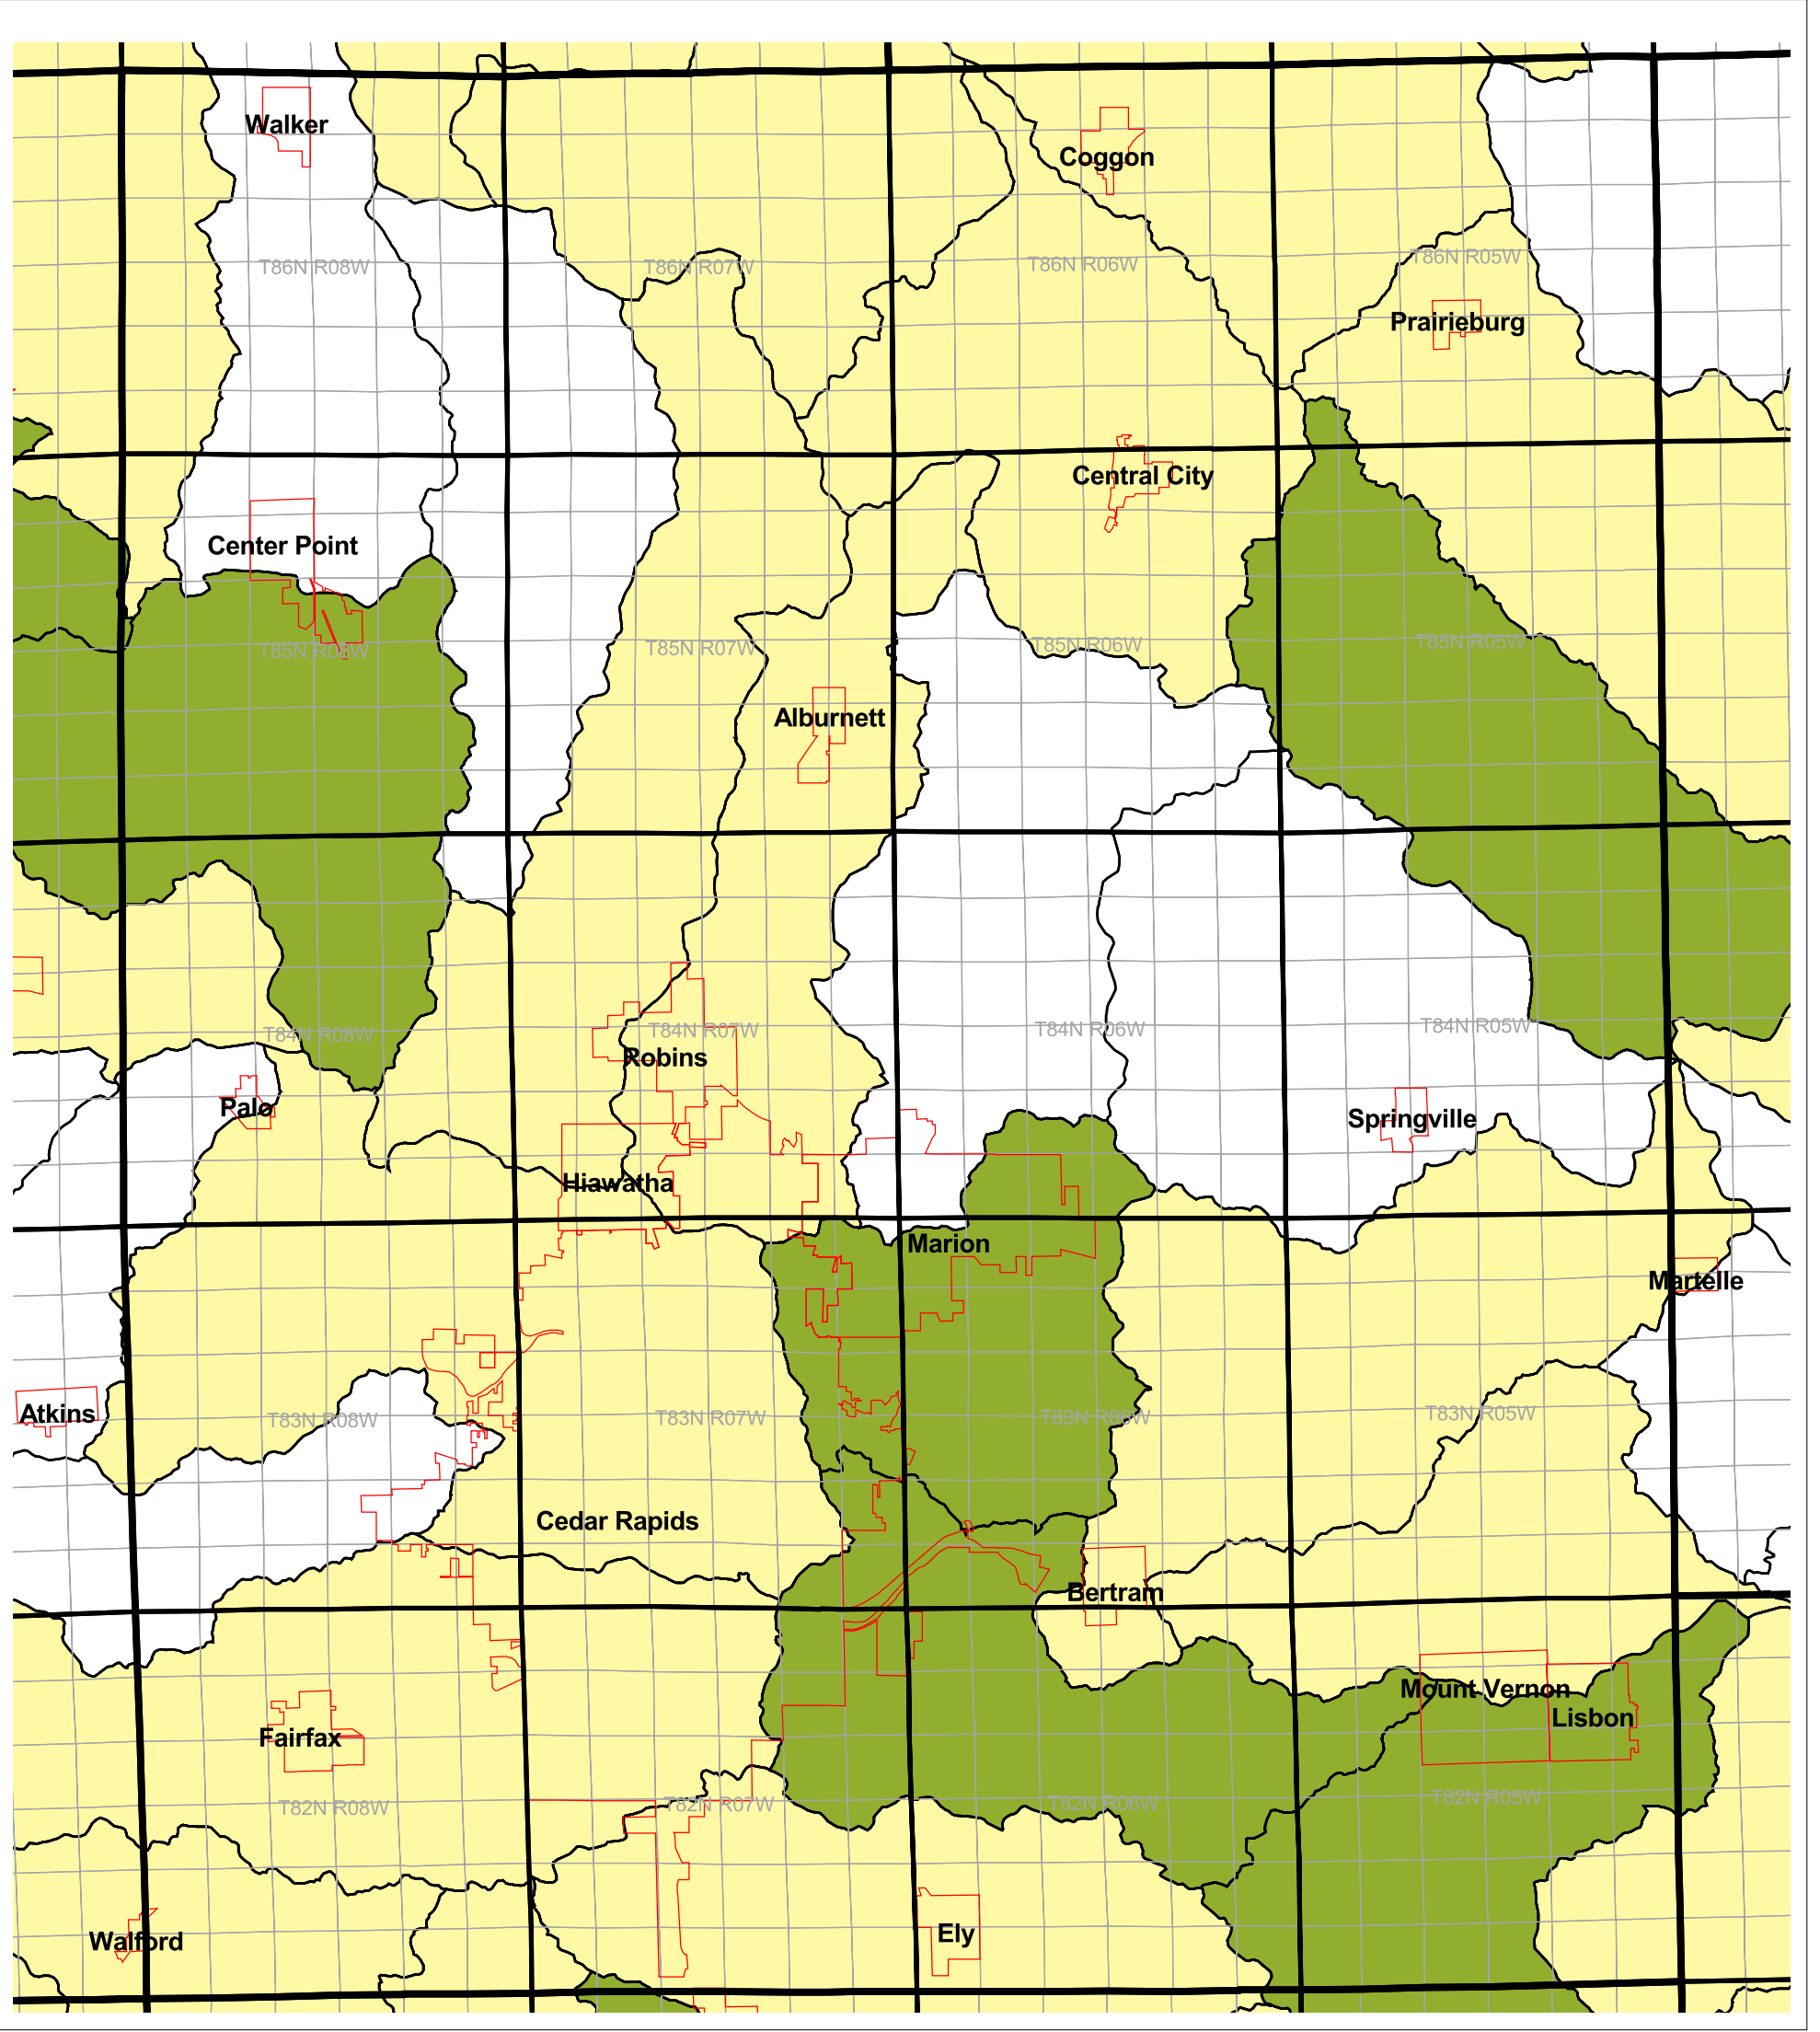 Walker
Coggon
T86N R08W
T86N R07W
T86N R06W
T86N R05W
Prairieburg
Central City
Center Point
T85N R08W
T85N R07W
T85N R06W
T85N R05W
Alburnett
T84N R08W
T84N R07W
T84N R06W
T84N R05W
Robins
Palo
Springville
Hiawatha
Marion
Martelle
Atkins
T83N R08W
T83N R07W
T83N R06W
T83N R05W
Cedar Rapids
Bertram
Mount Vernon
Lisbon
Fairfax
T82N R08W
T82N R07W
T82N R06W
T82N R05W
Walford
Ely